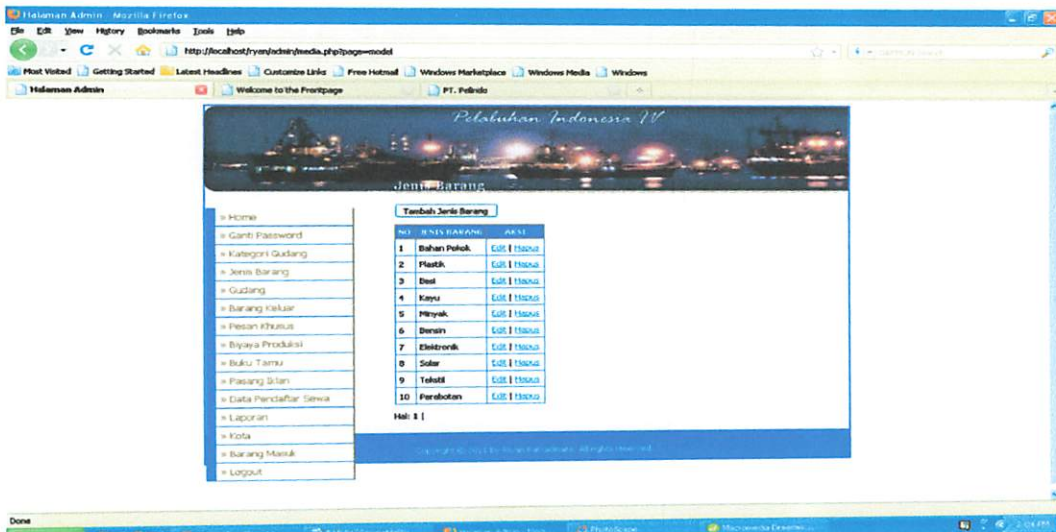 Halaman Admin - Mozilla Firefox
File Edit View History Bookmarks Tools Help
http://localhost/ryan/admin/media.php?page=model
Most Visited Getting Started Latest Headlines Customize Links Free Hotmail Windows Marketplace Windows Media Windows
Halaman Admin Welcome to the Frontpage PT. Pelindo
Pelabuhan Indonesia IV
Jenis Barang
» Home
» Ganti Password
» Kategori Gudang
» Jenis Barang
» Gudang
» Barang Keluar
» Pesan Khusus
» Biyaya Produksi
» Buku Tamu
» Pasang Iklan
» Data Pendaftar Sewa
» Laporan
» Kota
» Barang Masuk
» Logout
Tambah Jenis Barang
NO JENIS BARANG AKSI
1 Bahan Pokok Edit | Hapus
2 Plastik Edit | Hapus
3 Besi Edit | Hapus
4 Kayu Edit | Hapus
5 Minyak Edit | Hapus
6 Bensin Edit | Hapus
7 Elektronik Edit | Hapus
8 Solar Edit | Hapus
9 Tekstil Edit | Hapus
10 Perabotan Edit | Hapus
Hal: 1 |
All rights reserved
Done
PhotoScape
2:04 PM